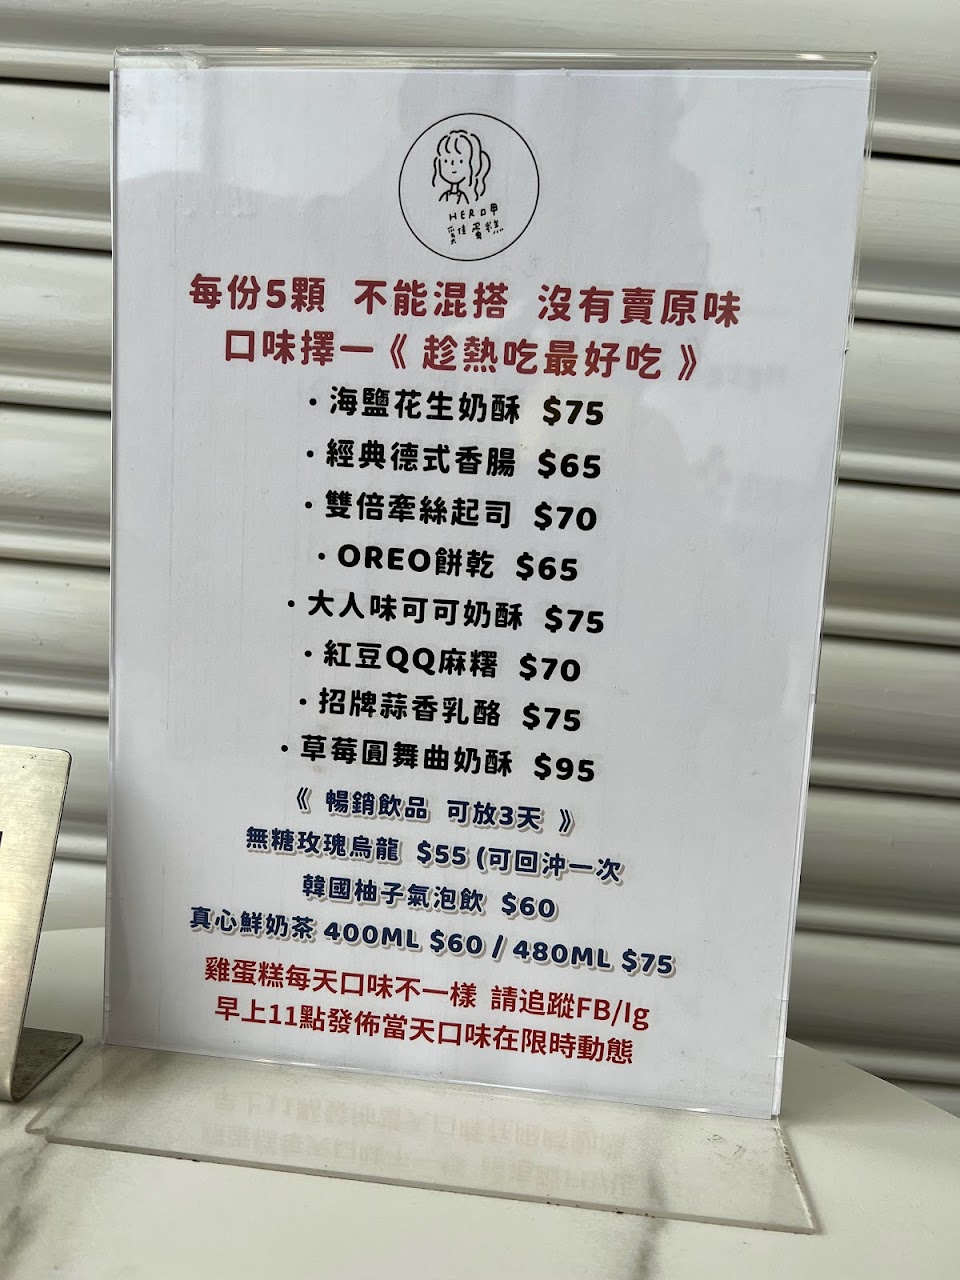 HER呷
雞蛋糕
每份5顆 不能混搭 沒有賣原味
口味擇一《趁熱吃最好吃》
・海鹽花生奶酥 $75
・經典德式香腸 $65
・雙倍牽絲起司 $70
・OREO餅乾 $65
・大人味可可奶酥 $75
・紅豆QQ麻糬 $70
・招牌蒜香乳酪 $75
・草莓圓舞曲奶酥 $95
《 暢銷飲品 可放3天 》
無糖玫瑰烏龍 $55 (可回沖一次
韓國柚子氣泡飲 $60
真心鮮奶茶 400ML $60 / 480ML $75
雞蛋糕每天口味不一樣 請追蹤FB/Ig
早上11點發佈當天口味在限時動態